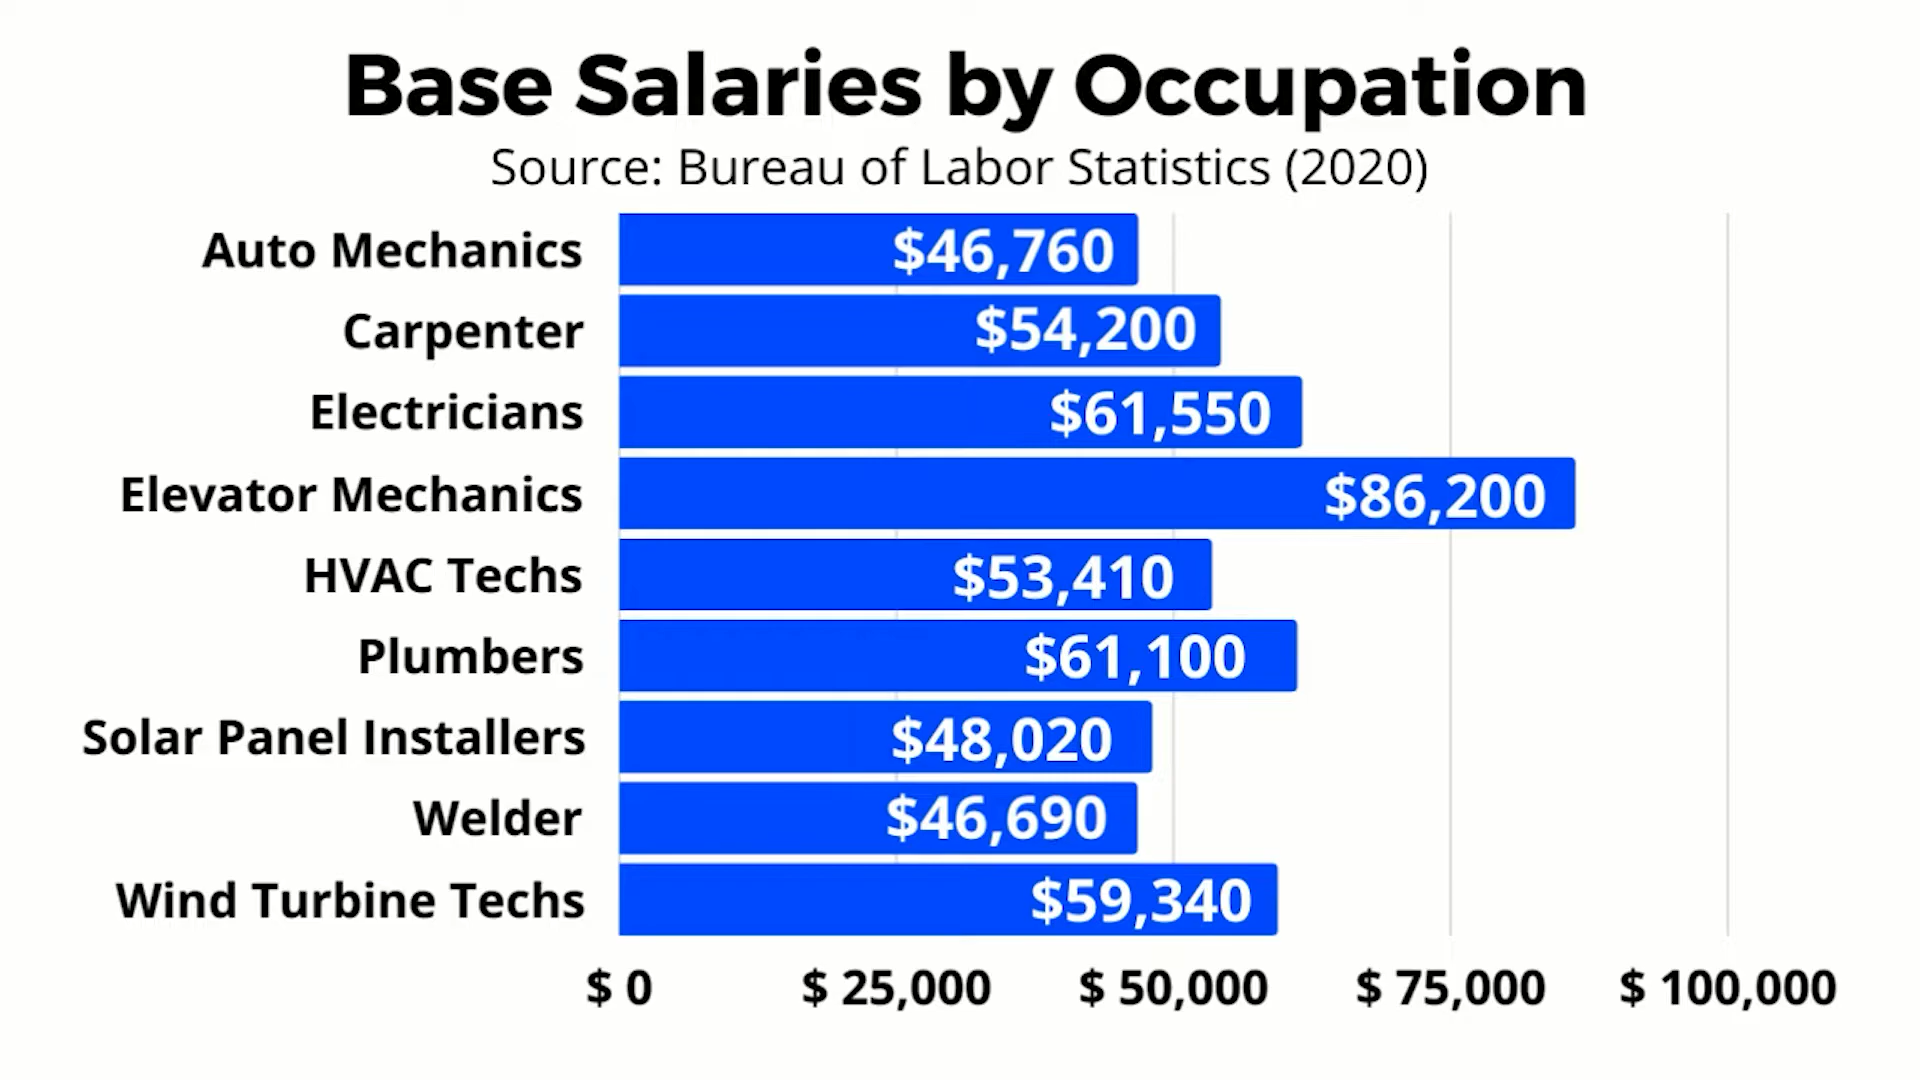 Base Salaries by Occupation
Source: Bureau of Labor Statistics (2020)
Auto Mechanics $46,760
Carpenter $54,200
Electricians $61,550
Elevator Mechanics $86,200
HVAC Techs $53,410
Plumbers $61,100
Solar Panel Installers $48,020
Welder $46,690
Wind Turbine Techs $59,340
$ 0 $ 25,000 $ 50,000 $ 75,000 $ 100,000